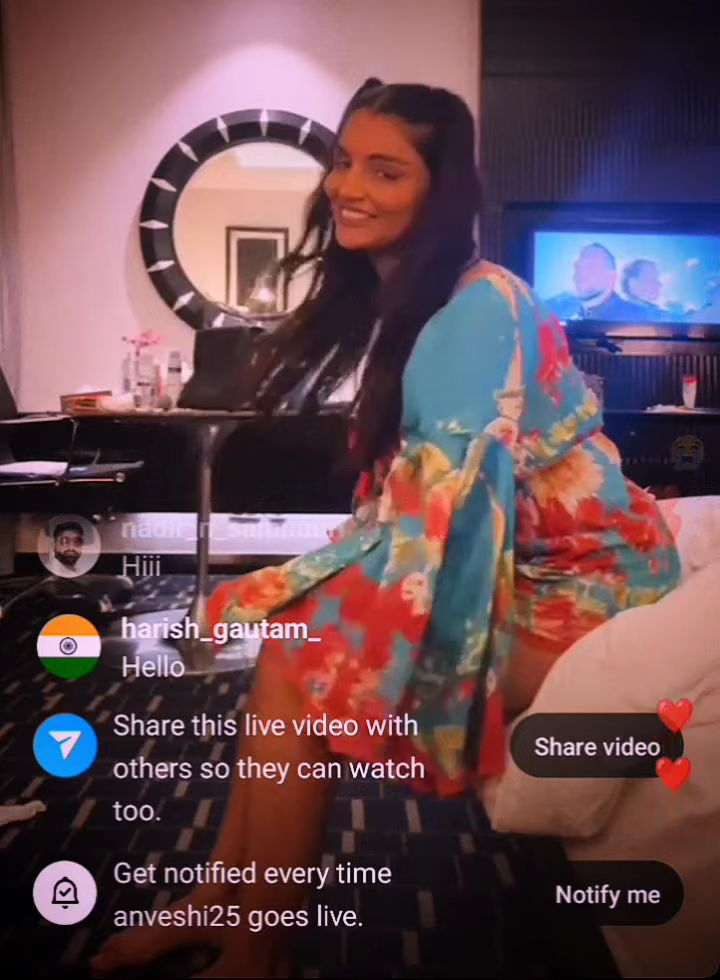 Hiii
harish_gautam_
Hello
Share this live video with
others so they can watch
too.
Share video
Get notified every time
anveshi25 goes live.
Notify me